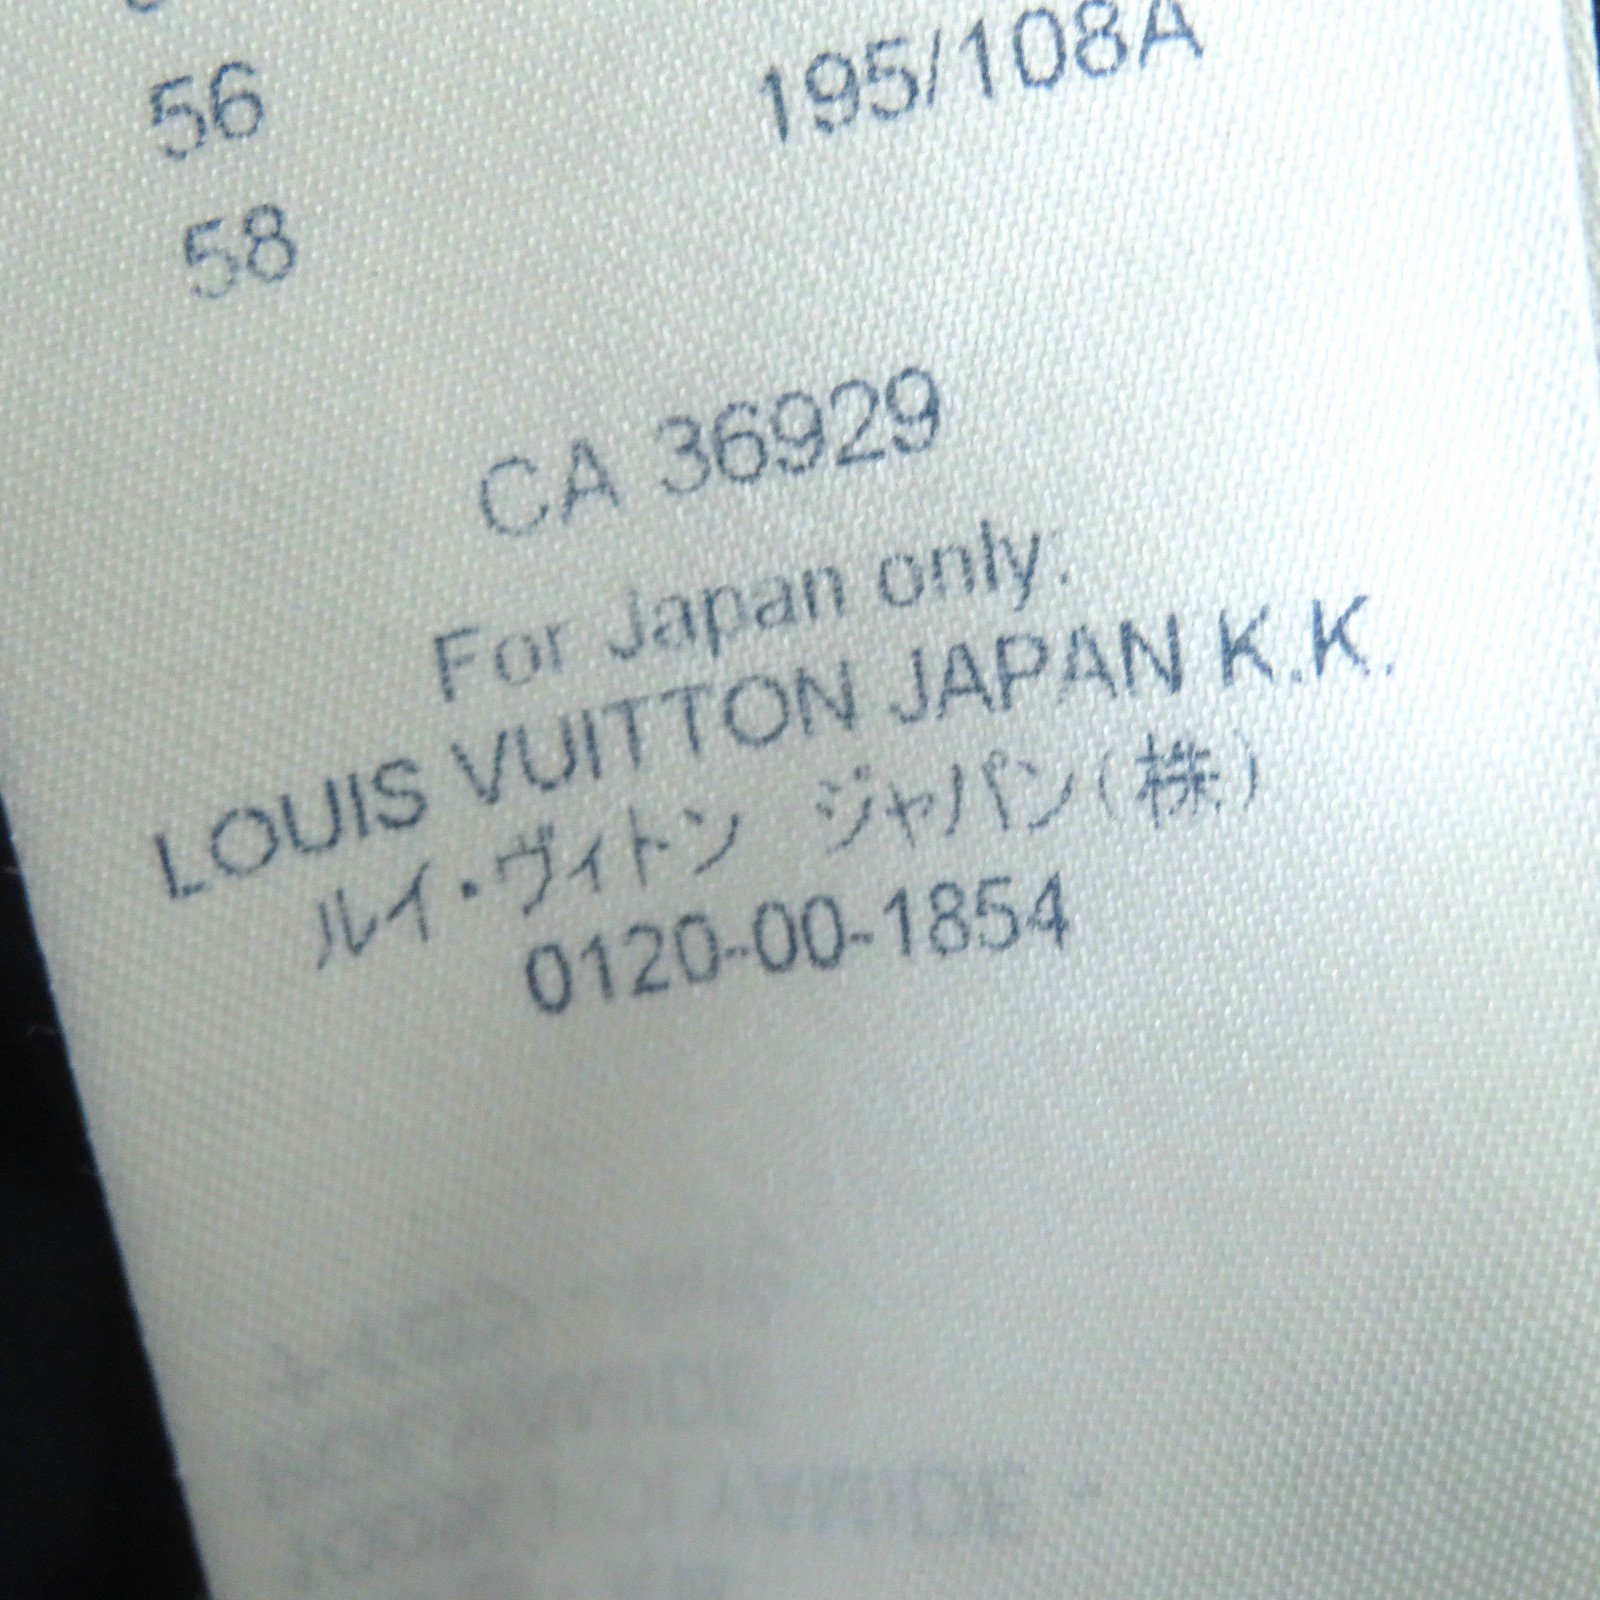 56 195/108A
58
CA 36929
For Japan only:
LOUIS VUITTON JAPAN K.K.
ルイ・ヴィトン ジャパン(株)
0120-00-1854